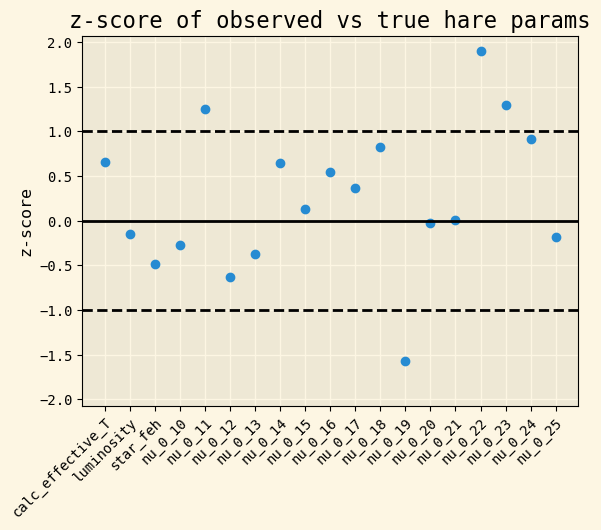 z-score of observed vs true hare params
z-score
2.0
1.5
1.0
0.5
0.0
−0.5
−1.0
−1.5
−2.0
calc_effective_T
luminosity
star_feh
nu_0_10
nu_0_11
nu_0_12
nu_0_13
nu_0_14
nu_0_15
nu_0_16
nu_0_17
nu_0_18
nu_0_19
nu_0_20
nu_0_21
nu_0_22
nu_0_23
nu_0_24
nu_0_25